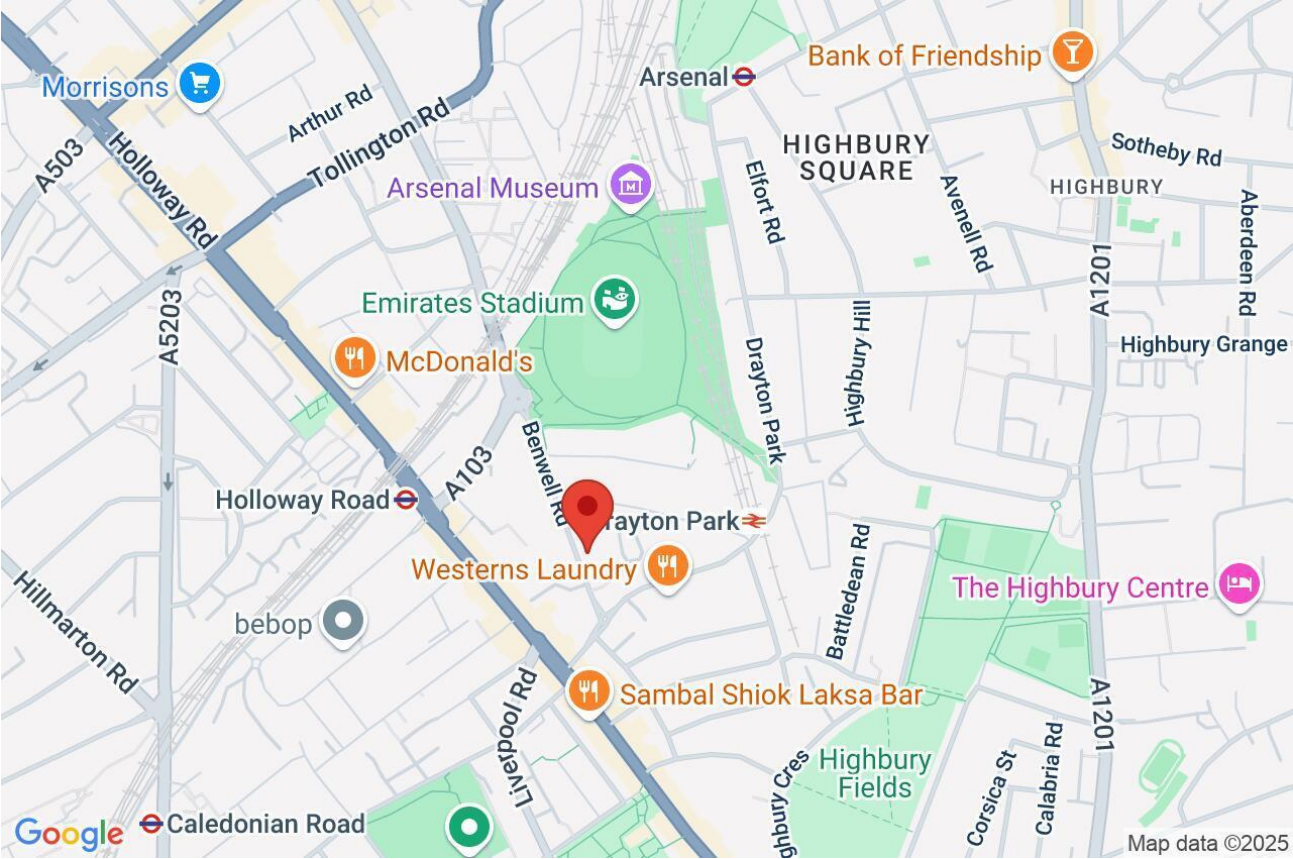 Bank of Friendship
Arsenal
Morrisons
Arthur Rd
Tollington Rd
A503
Holloway Rd
HIGHBURY
SQUARE
Sotheby Rd
HIGHBURY
Arsenal Museum
Elfort Rd
Avenell Rd
Aberdeen Rd
A1201
Emirates Stadium
A5203
McDonald's
Drayton Park
Highbury Hill
Highbury Grange
Benwell Rd
A103
Holloway Road
rayton Park
Westerns Laundry
Battledean Rd
The Highbury Centre
Hillmarton Rd
bebop
Sambal Shiok Laksa Bar
Liverpool Rd
A1201
Highbury
Fields
ghbury Cres
Corsica St
Calabria Rd
Google
Caledonian Road
Map data ©2025